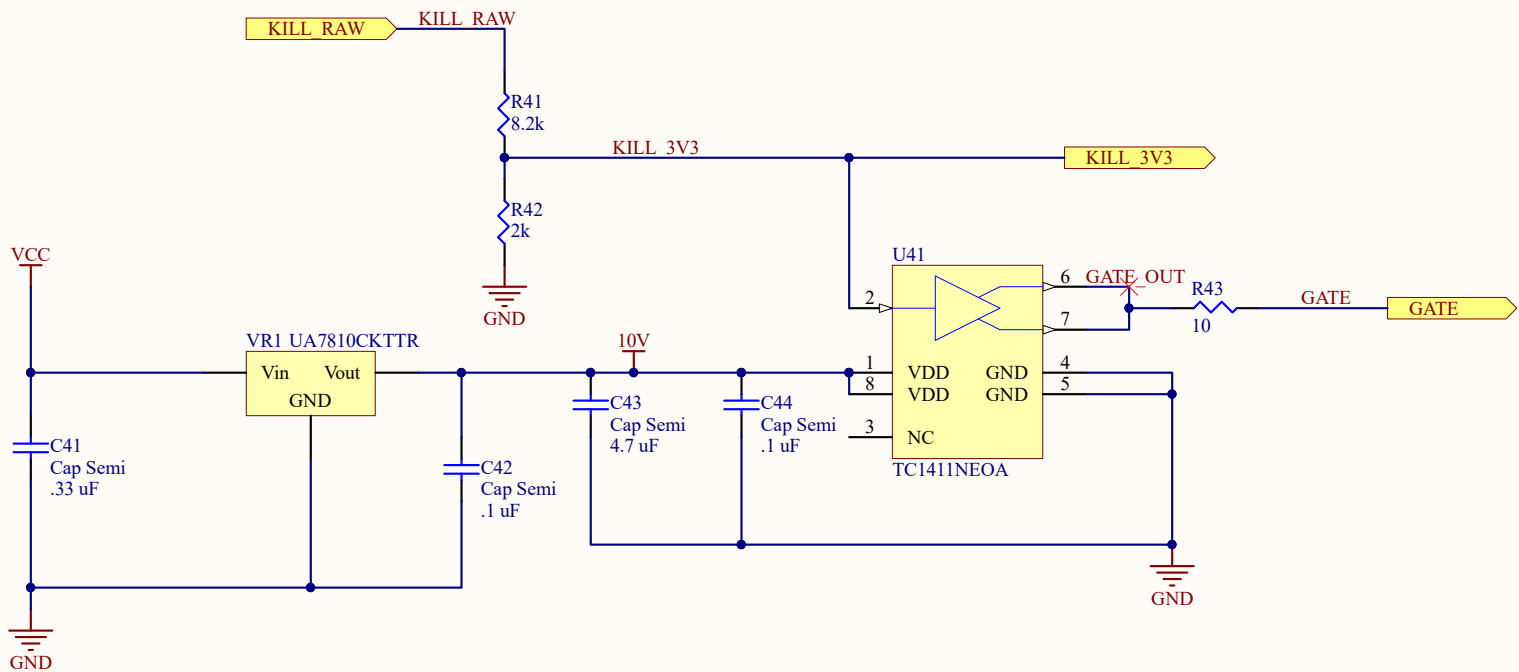 KILL_RAW
KILL_RAW
R41
8.2k
KILL_3V3
KILL_3V3
R42
2k
GND
VCC
VR1 UA7810CKTTR
Vin
Vout
GND
C41
Cap Semi
.33 uF
GND
C42
Cap Semi
.1 uF
10V
C43
Cap Semi
4.7 uF
C44
Cap Semi
.1 uF
U41
2
6
7
1
VDD
8
VDD
3
NC
GND
4
GND
5
TC1411NEOA
GATE_OUT
R43
10
GATE
GATE
GND